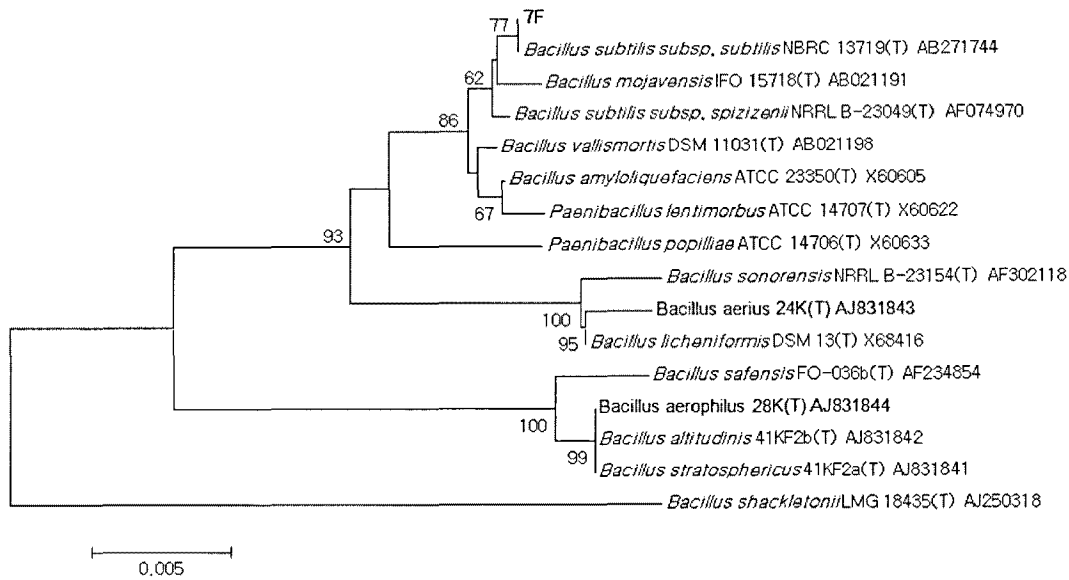 7F
77
Bacillus subtilis subsp. subtilis NBRC 13719(T) AB271744
Bacillus mojavensis IFO 15718(T) AB021191
62
Bacillus subtilis subsp. spizizenii NRRL B-23049(T) AF074970
86
Bacillus vallismortis DSM 11031(T) AB021198
Bacillus amyloliquefaciens ATCC 23350(T) X60605
67
Paenibacillus lentimorbus ATCC 14707(T) X60622
93
Paenibacillus popilliae ATCC 14706(T) X60633
Bacillus sonorensis NRRL B-23154(T) AF302118
Bacillus aerius 24K(T) AJ831843
100
95
Bacillus licheniformis DSM 13(T) X68416
Bacillus safensis FO-036b(T) AF234854
Bacillus aerophilus 28K(T) AJ831844
100
Bacillus altitudinis 41KF2b(T) AJ831842
99
Bacillus stratosphericus 41KF2a(T) AJ831841
Bacillus shackletonii LMG 18435(T) AJ250318
0.005